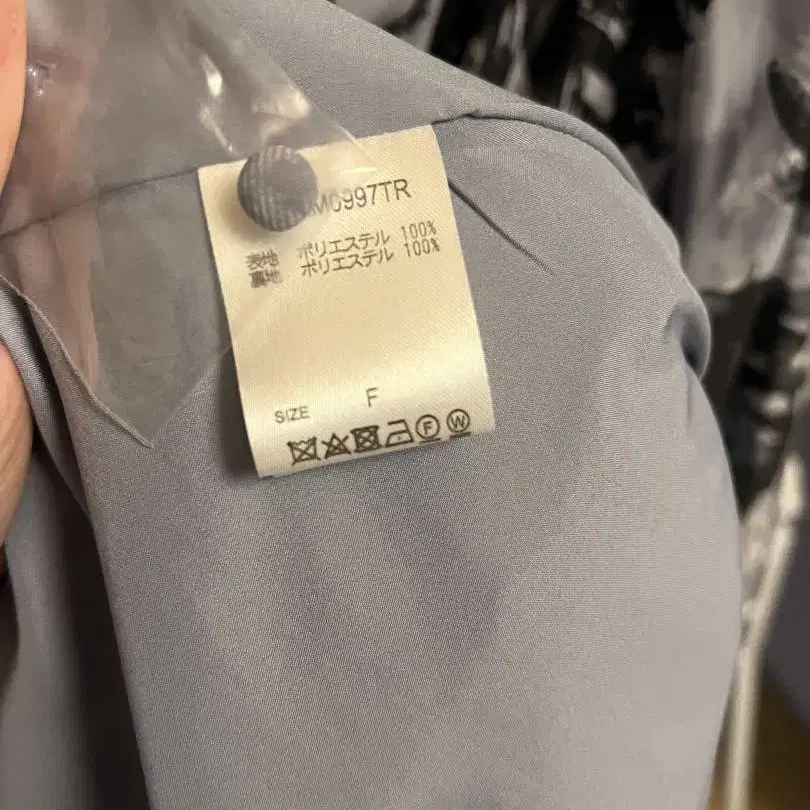 M0997TR
表地 ポリエステル 100%
裏地 ポリエステル 100%
SIZE F
F W